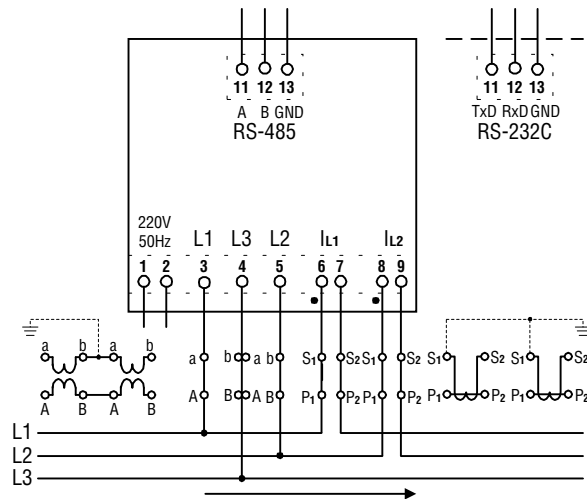 11 12 13
A B GND
RS-485
11 12 13
TxD RxD GND
RS-232C
220V
50Hz
L1 L3 L2 IL1 IL2
1 2 3 4 5 6 7 8 9
a b a b a b a b S1 S2 S1 S2 S1 S2 S1 S2
A B A B A B A B P1 P2 P1 P2 P1 P2 P1 P2
L1
L2
L3